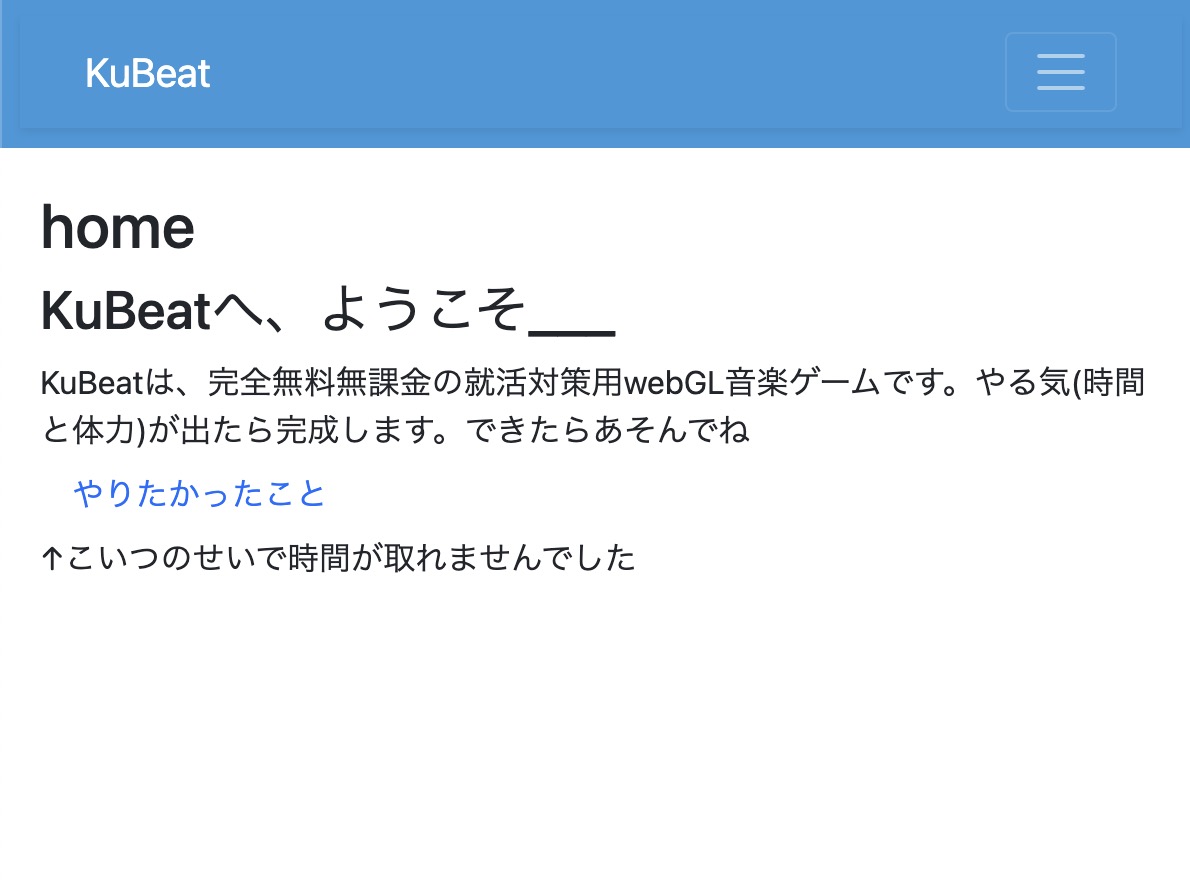 KuBeat
home
KuBeatへ、ようこそ___
KuBeatは、完全無料無課金の就活対策用webGL音楽ゲームです。やる気(時間
と体力)が出たら完成します。できたらあそんでね
やりたかったこと
↑こいつのせいで時間が取れませんでした